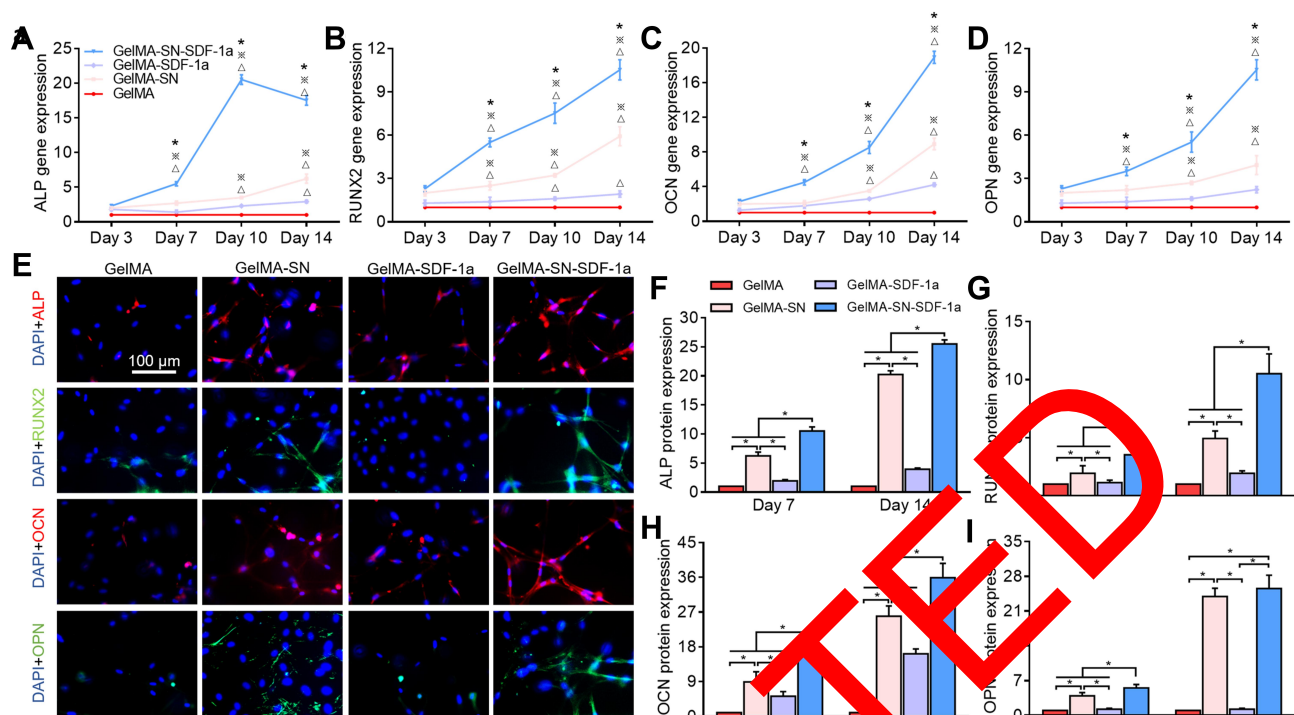 A
B
C
D
ALP gene expression
25
20
15
10
5
0
GelMA-SN-SDF-1a
GelMA-SDF-1a
GelMA-SN
GelMA
* ※ △
* ※ △
* ※ △
※ △
※ △
△
Day 3 Day 7 Day 10 Day 14
RUNX2 gene expression
12
9
6
3
0
* ※ △
* ※ △
* ※ △
※ △
※ △
※ △
△
Day 3 Day 7 Day 10 Day 14
OCN gene expression
20
16
12
8
4
0
* ※ △
* ※ △
* ※ △
※ △
△
△
Day 3 Day 7 Day 10 Day 14
OPN gene expression
12
9
6
3
0
* ※ △
* ※ △
* ※ △
※ △
※ △
△
Day 3 Day 7 Day 10 Day 14
E
GelMA GelMA-SN GelMA-SDF-1a GelMA-SN-SDF-1a
DAPI+ALP
100 μm
DAPI+RUNX2
DAPI+OCN
DAPI+OPN
F
GelMA GelMA-SDF-1a
GelMA-SN GelMA-SN-SDF-1a
ALP protein expression
30
25
20
15
10
5
0
* * *
* * *
Day 7 Day 14
G
RUNX protein expression
15
10
* *
* * *
H
OCN protein expression
45
36
27
18
9
0
* *
* *
I
protein expression
35
28
21
7
* * *
* * * *
TED